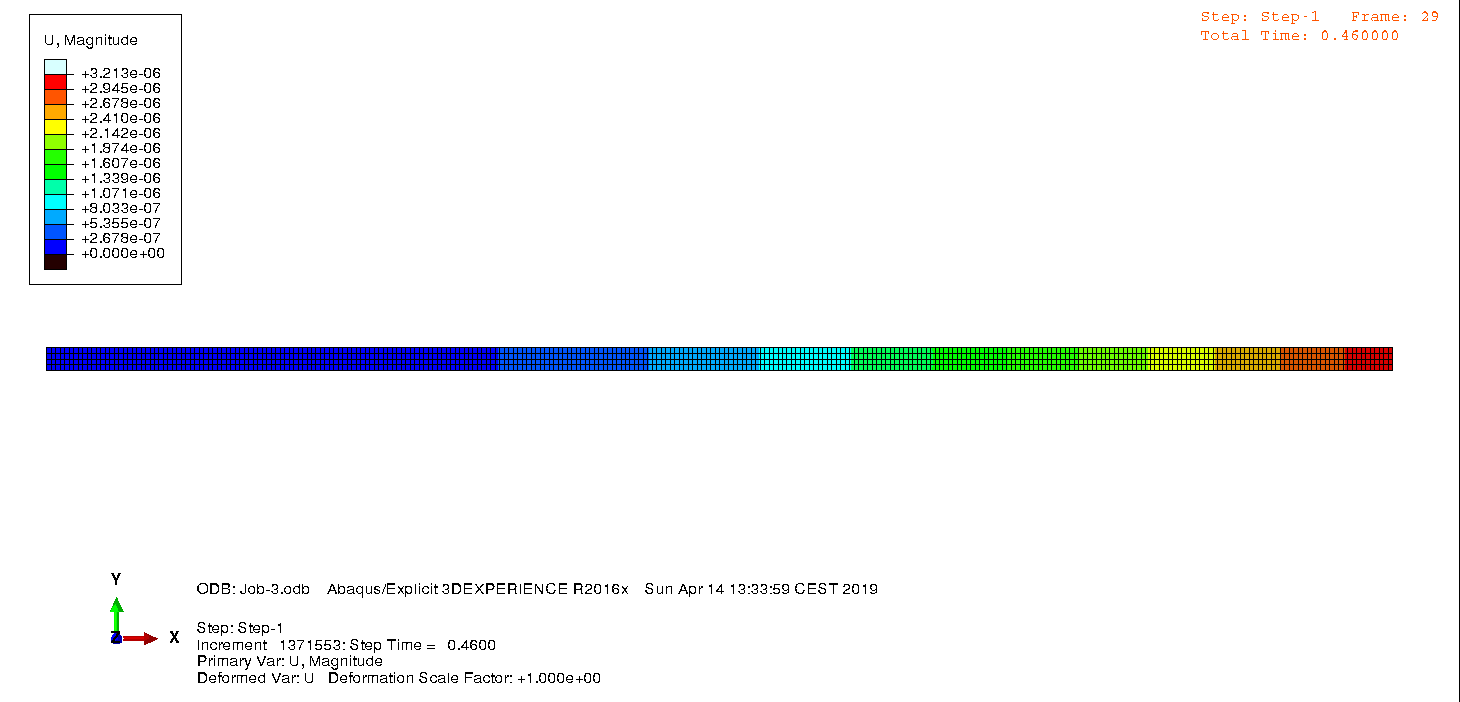 U, Magnitude
+3.213e-06
+2.945e-06
+2.678e-06
+2.410e-06
+2.142e-06
+1.874e-06
+1.607e-06
+1.339e-06
+1.071e-06
+8.033e-07
+5.355e-07
+2.678e-07
+0.000e+00
Step: Step-1 Frame: 29
Total Time: 0.460000
Y
X
ODB: Job-3.odb Abaqus/Explicit 3DEXPERIENCE R2016x Sun Apr 14 13:33:59 CEST 2019
Step: Step-1
Increment 1371553: Step Time = 0.4600
Primary Var: U, Magnitude
Deformed Var: U Deformation Scale Factor: +1.000e+00